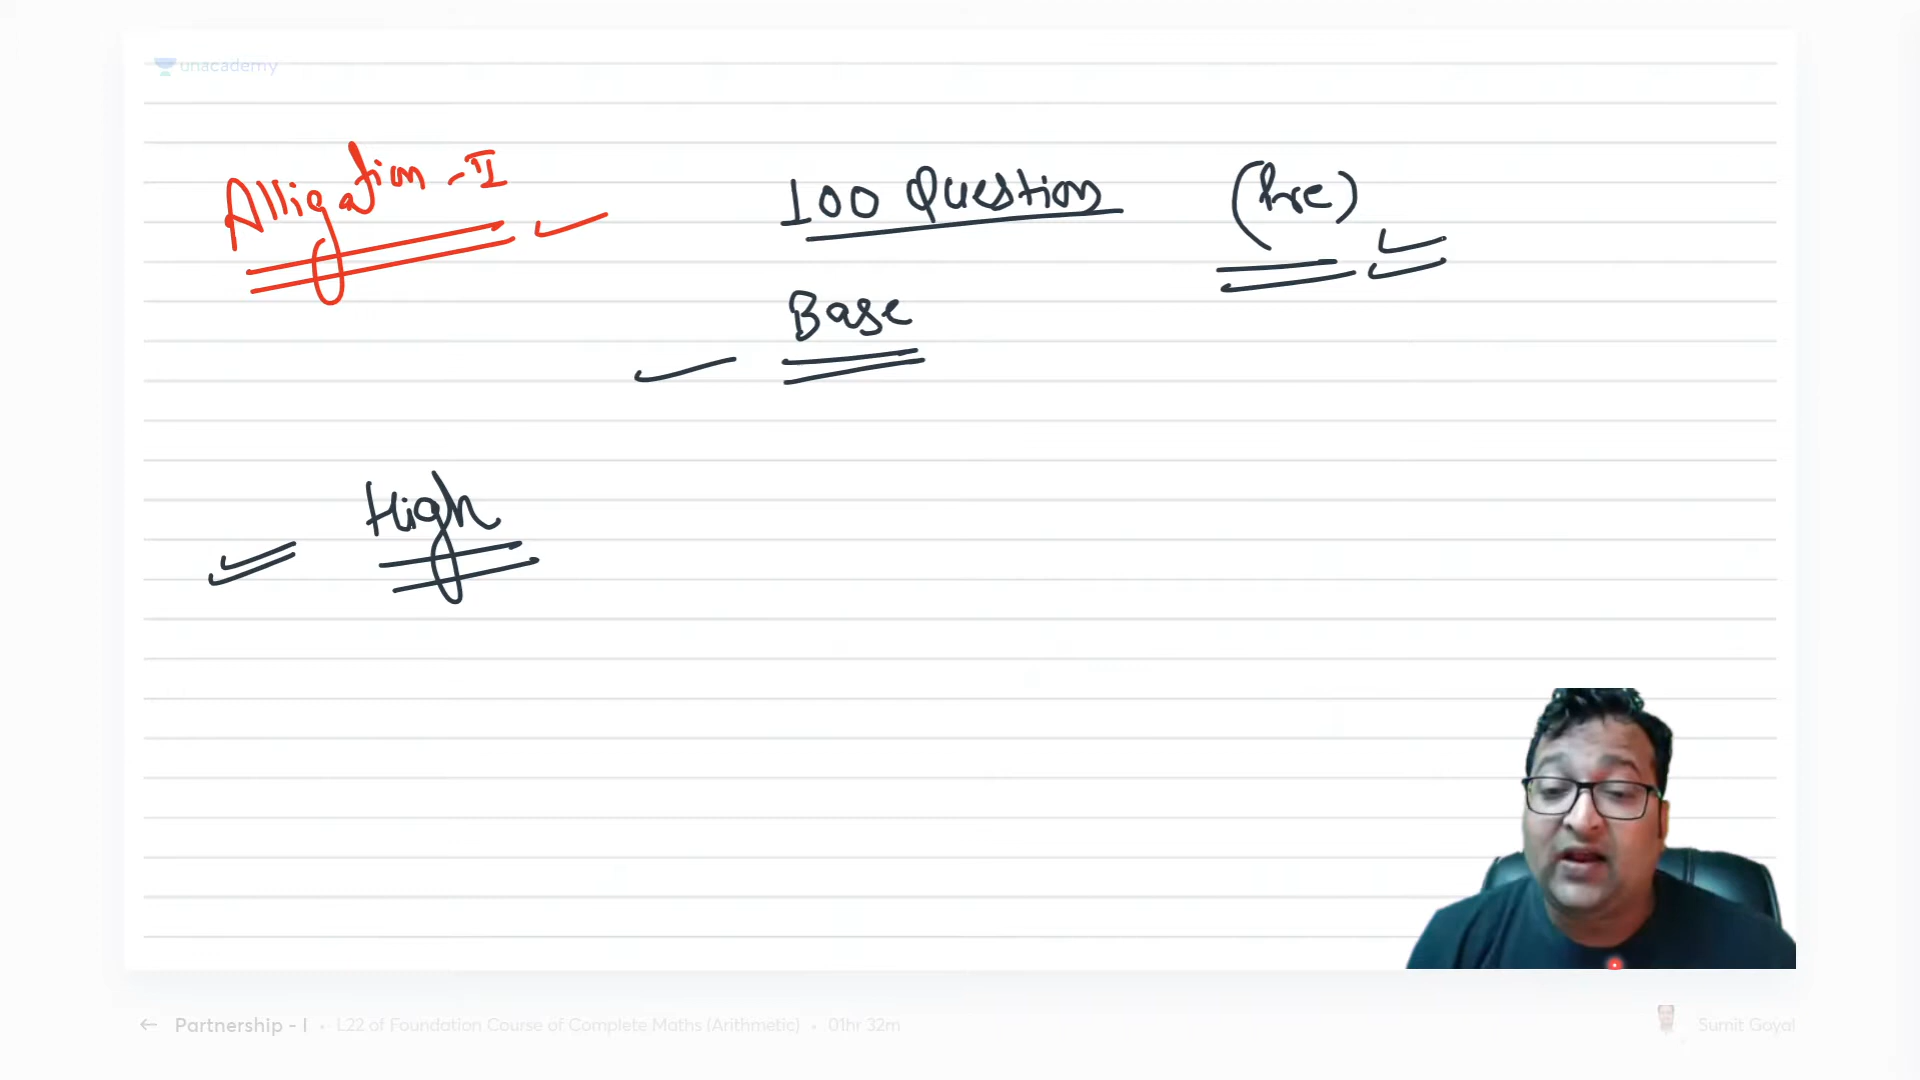 unacademy
Alligation - II
100 Question
(Pre)
Base
High
Partnership - I • L22 of Foundation Course of Complete Maths (Arithmetic) • 01hr 32m
Sumit Goyal